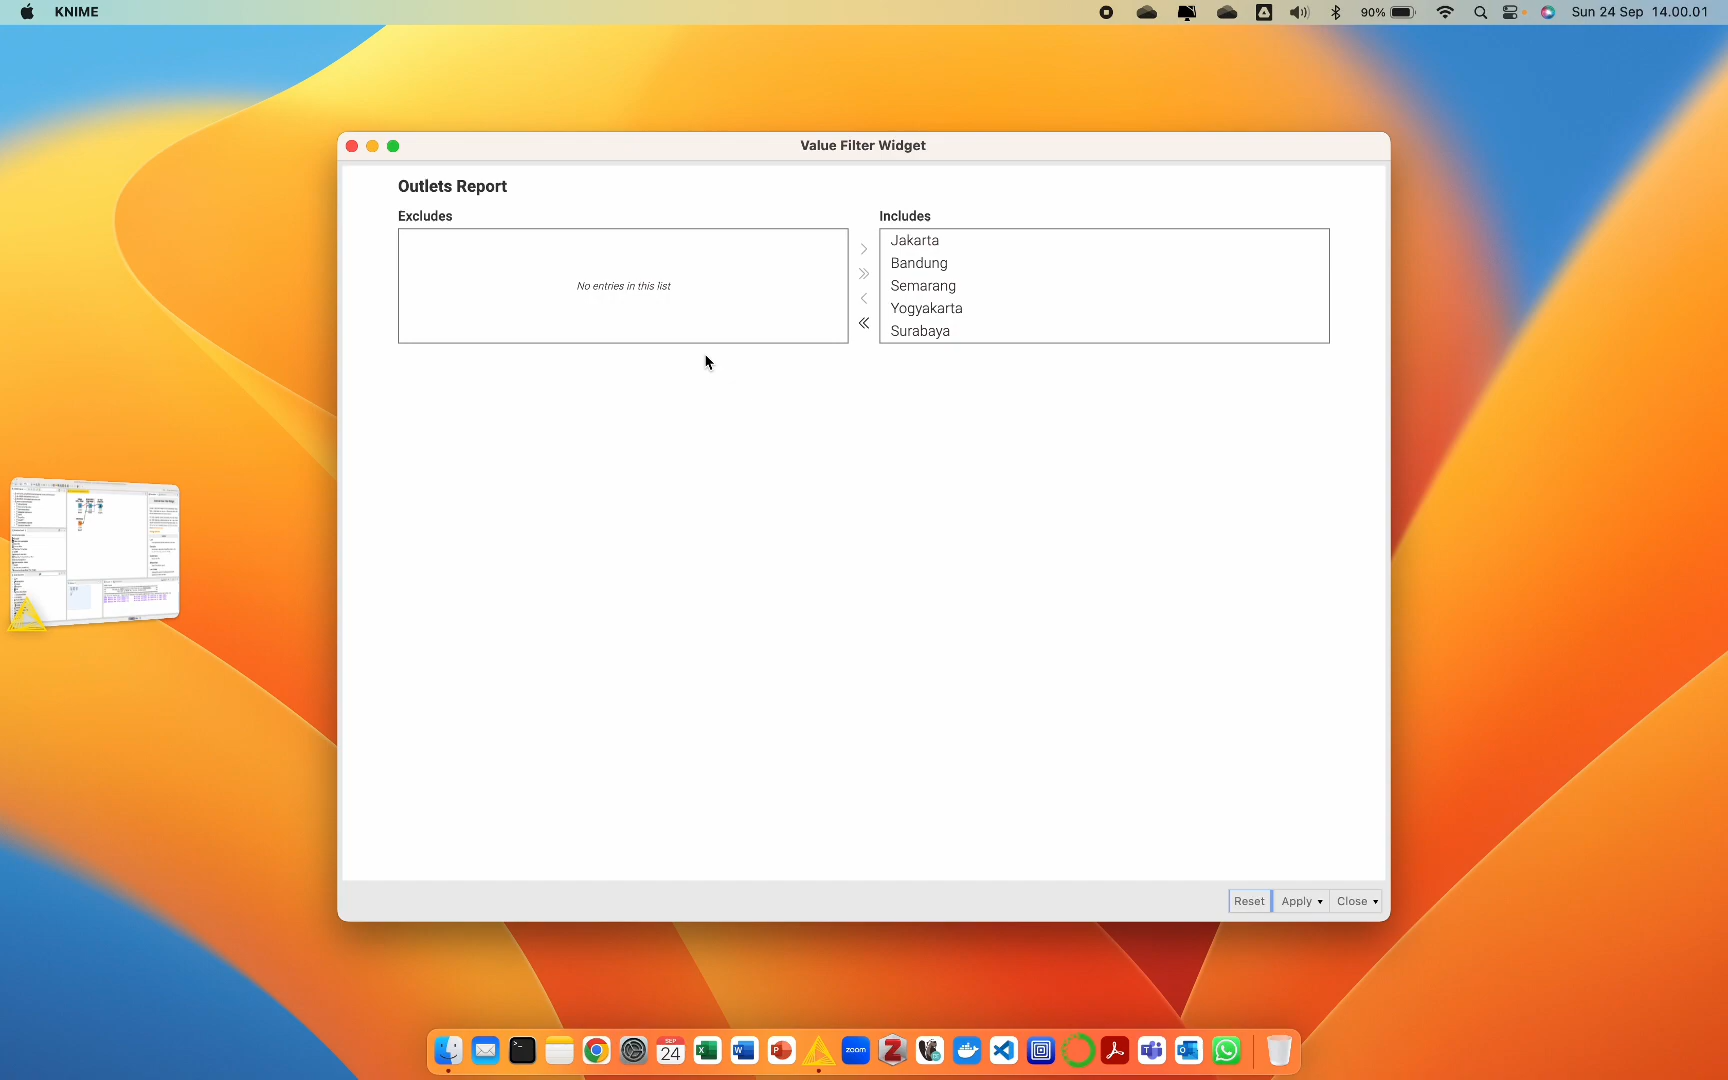 KNIME
90%
Sun 24 Sep 14.00.01
Value Filter Widget
Outlets Report
Excludes
Includes
No entries in this list
Jakarta
Bandung
Semarang
Yogyakarta
Surabaya
Reset
Apply
Close
SEP
24
zoom